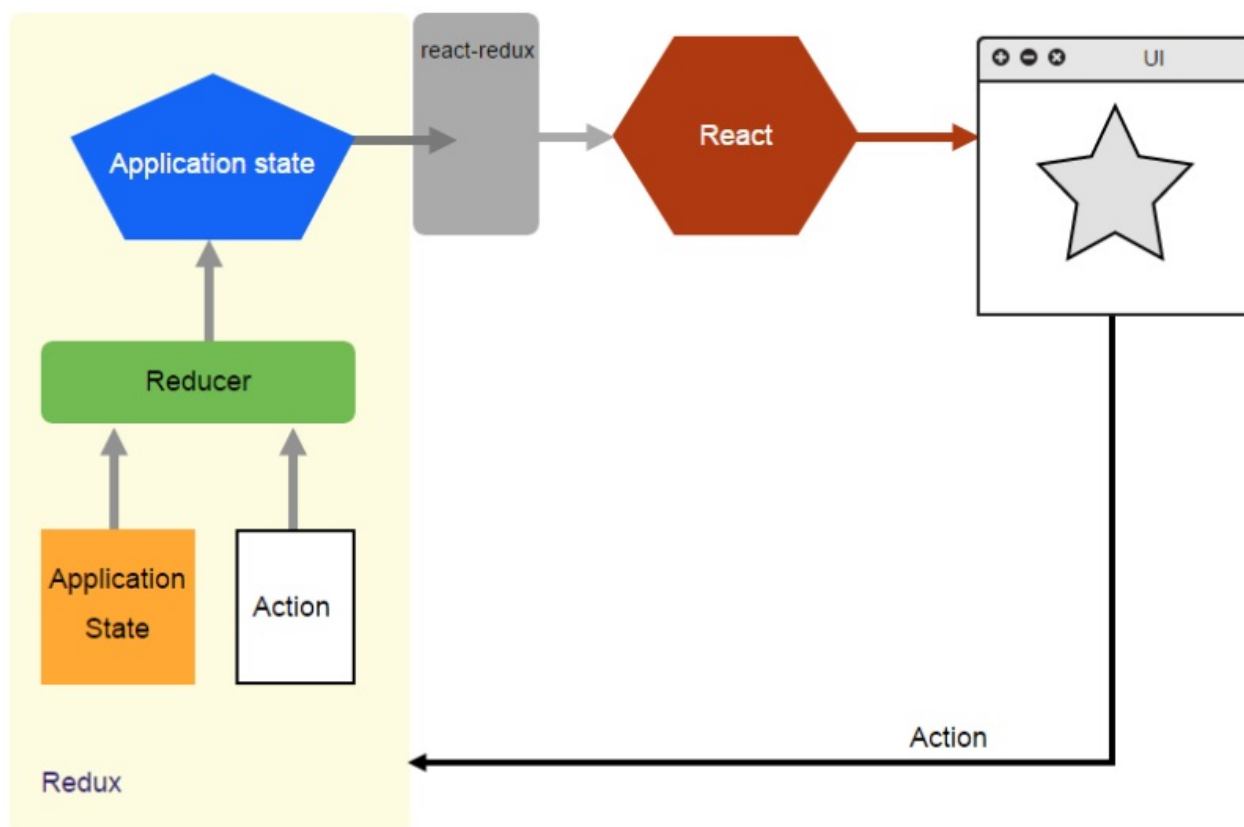 react-redux
UI
React
Application state
Reducer
Application
State
Action
Action
Redux